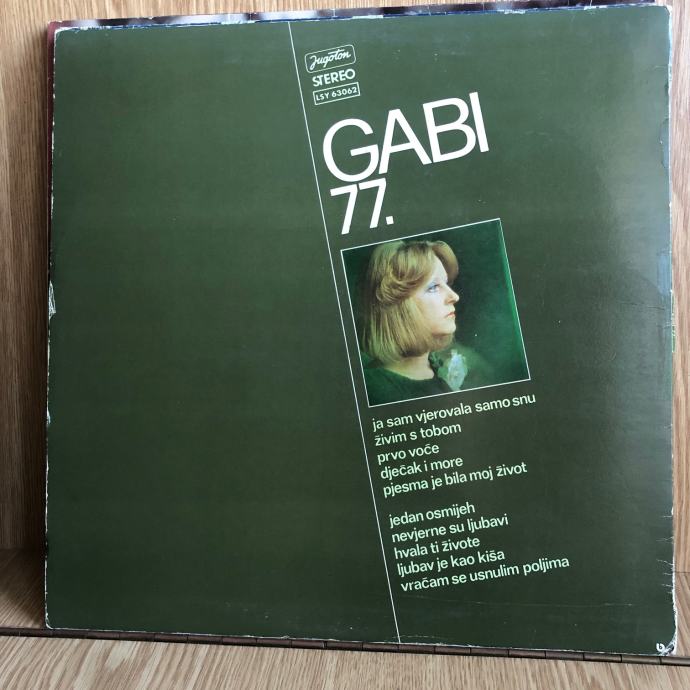 Jugoton
STEREO
LSY 63062
GABI
77.
ja sam vjerovala samo snu
živim s tobom
prvo voće
dječak i more
pjesma je bila moj život
jedan osmijeh
nevjerne su ljubavi
hvala ti živote
ljubav je kao kiša
vraćam se usnulim poljima